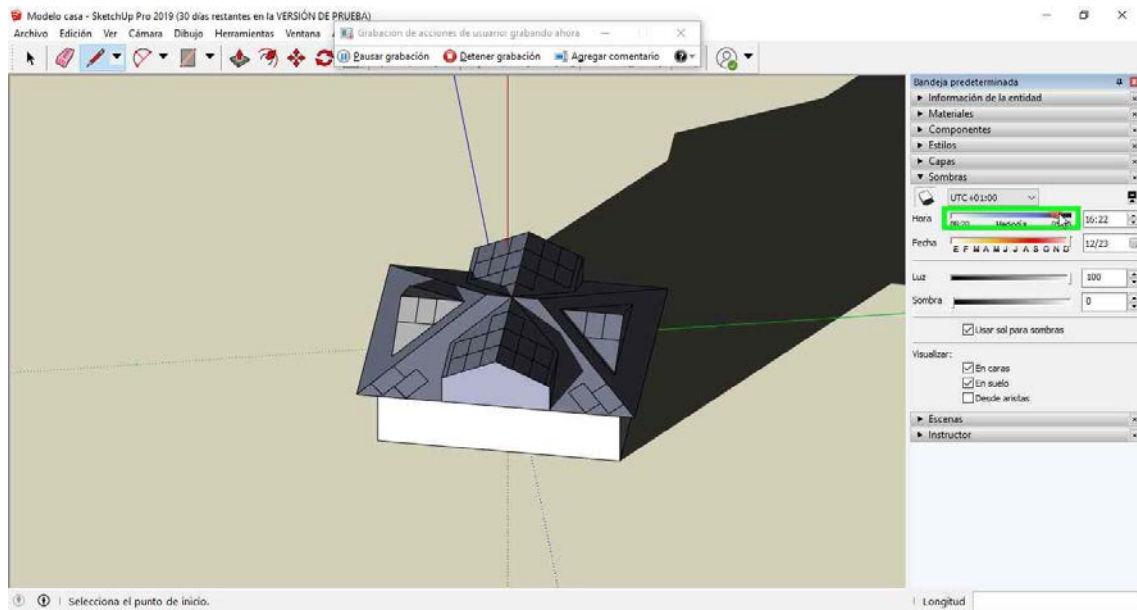 Modelo casa - SketchUp Pro 2019 (30 días restantes en la VERSIÓN DE PRUEBA)
Archivo Edición Ver Cámara Dibujo Herramientas Ventana
Grabación de acciones de usuario: grabando ahora
Pausar grabación Detener grabación Agregar comentario
Bandeja predeterminada
Información de la entidad
Materiales
Componentes
Estilos
Capas
Sombras
UTC+01:00
Hora Mediodía 16:22
Fecha E F M A M J J A S O N D 12/23
Luz 100
Sombra 0
Usar sol para sombras
Visualizar:
En caras
En suelo
Desde aristas
Escenas
Instructor
Selecciona el punto de inicio.
Longitud